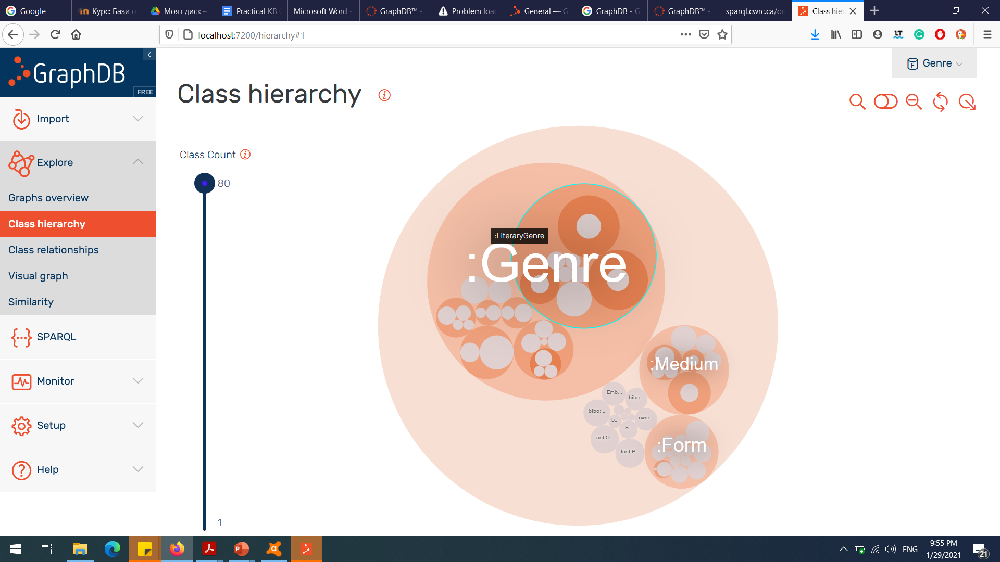 Google
Курс: Бази о
Моят диск –
Practical KB
Microsoft Word -
GraphDB™ -
Problem loa
General — G
GraphDB - G
GraphDB™ -
sparql.cwrc.ca/o
Class hier
localhost:7200/hierarchy#1
GraphDB
FREE
Genre
Class hierarchy
Import
Explore
Graphs overview
Class hierarchy
Class relationships
Visual graph
Similarity
SPARQL
Monitor
Setup
Help
Class Count
80
1
:LiteraryGenre
:Genre
:Medium
:Form
:Emb...
bibo...
bibo:...
b...
cwrc...
:S...
foaf:O...
foaf:P...
ENG
9:55 PM
1/29/2021
21